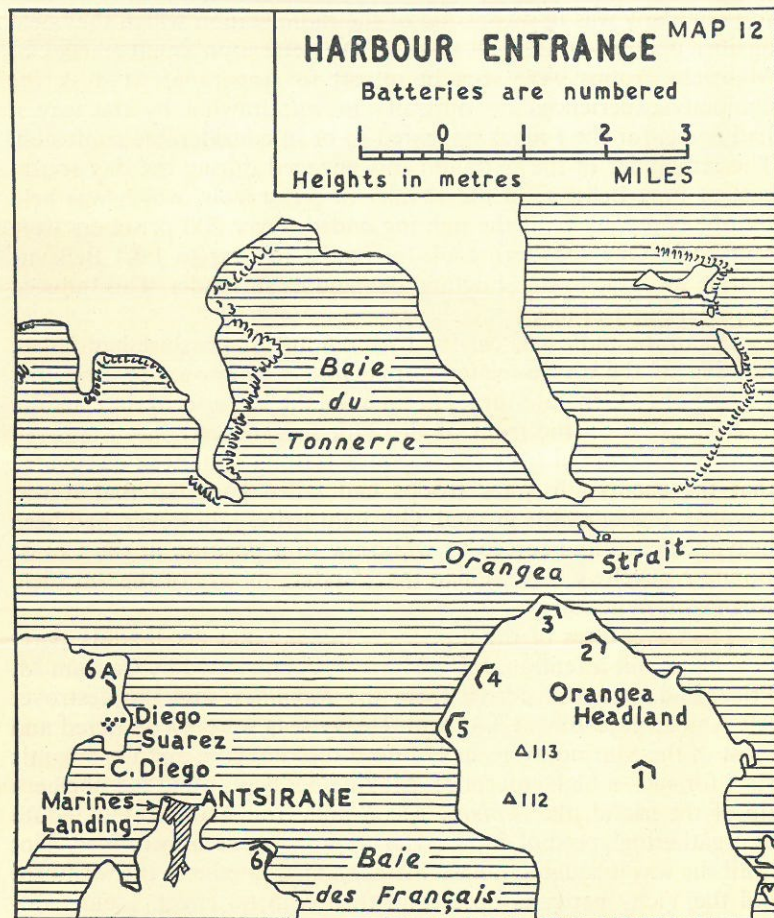 MAP 12
HARBOUR ENTRANCE
Batteries are numbered
1 0 1 2 3
Heights in metres MILES
Baie
du
Tonnerre
Orangea Strait
3
2
4
5
6A
Orangea
Headland
Diego
Suarez
113
1
C. Diego
112
Marines
Landing
ANTSIRANE
6
Baie
des Français